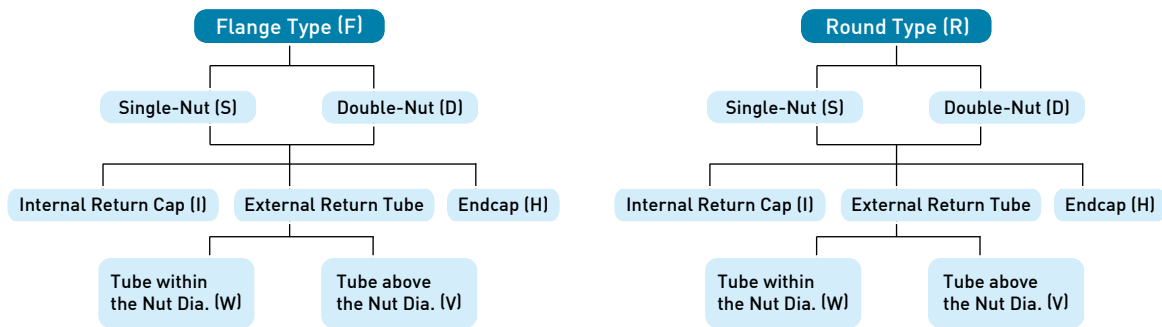 Flange Type (F)
Single-Nut (S)
Double-Nut (D)
Internal Return Cap (I)
External Return Tube
Endcap (H)
Tube within
the Nut Dia. (W)
Tube above
the Nut Dia. (V)
Round Type (R)
Single-Nut (S)
Double-Nut (D)
Internal Return Cap (I)
External Return Tube
Endcap (H)
Tube within
the Nut Dia. (W)
Tube above
the Nut Dia. (V)